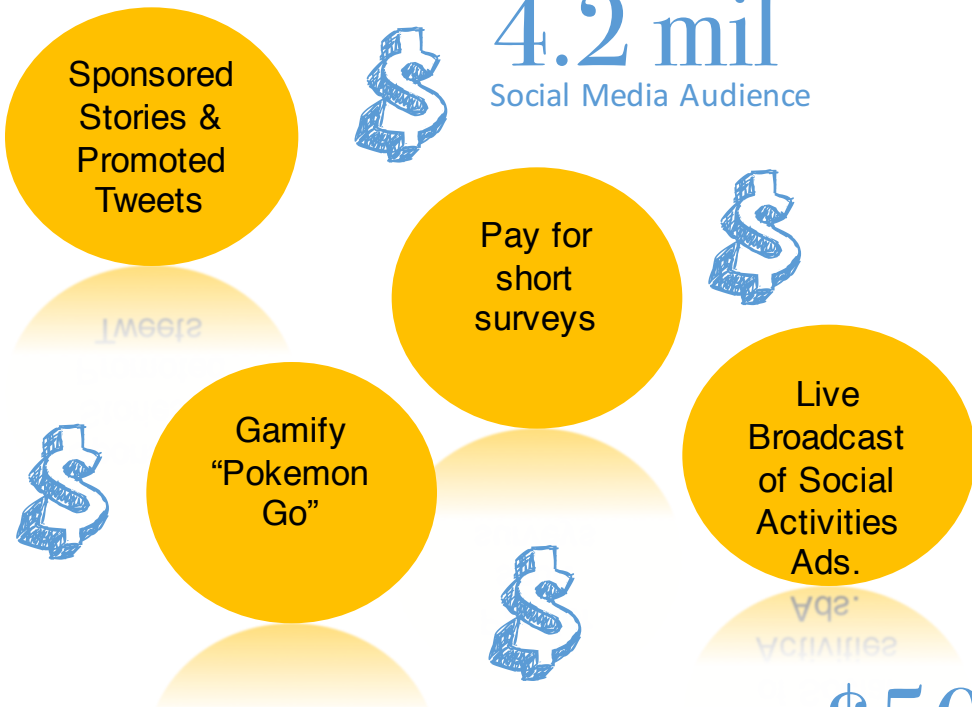 4.2 mil
Social Media Audience
Sponsored
Stories &
Promoted
Tweets
Pay for
short
surveys
Live
Broadcast
of Social
Activities
Ads.
Gamify
“Pokemon
Go”